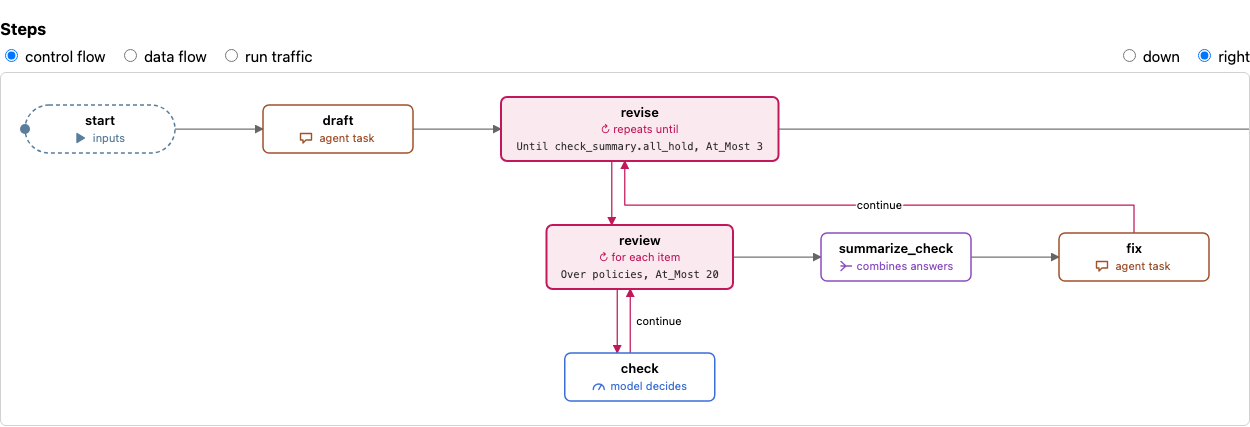 Steps
control flow data flow run traffic down right
start
inputs
draft
agent task
revise
repeats until
Until check_summary.all_hold, At_Most 3
continue
review
for each item
Over policies, At_Most 20
summarize_check
combines answers
fix
agent task
continue
check
model decides